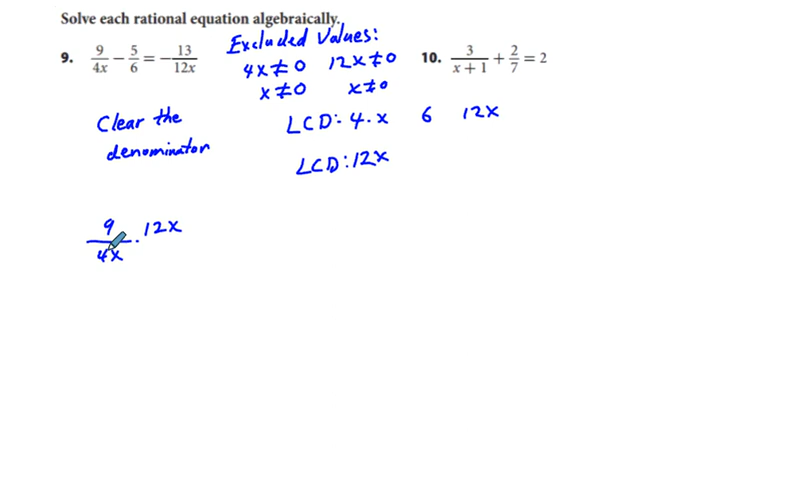 Solve each rational equation algebraically.
9. 9/4x − 5/6 = − 13/12x
Excluded Values:
4x ≠ 0 12x ≠ 0
x ≠ 0 x ≠ 0
10. 3/x + 1 + 2/7 = 2
Clear the
denominator
LCD: 4 · x 6 12x
LCD: 12x
9/4x · 12x